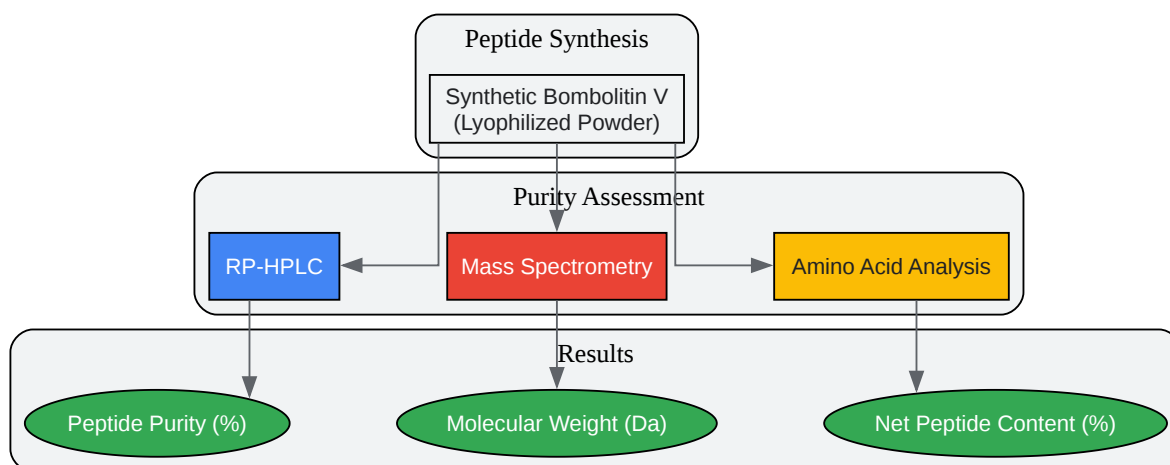 Peptide Synthesis
Synthetic Bombolitin V
(Lyophilized Powder)
Purity Assessment
RP-HPLC
Mass Spectrometry
Amino Acid Analysis
Results
Peptide Purity (%)
Molecular Weight (Da)
Net Peptide Content (%)